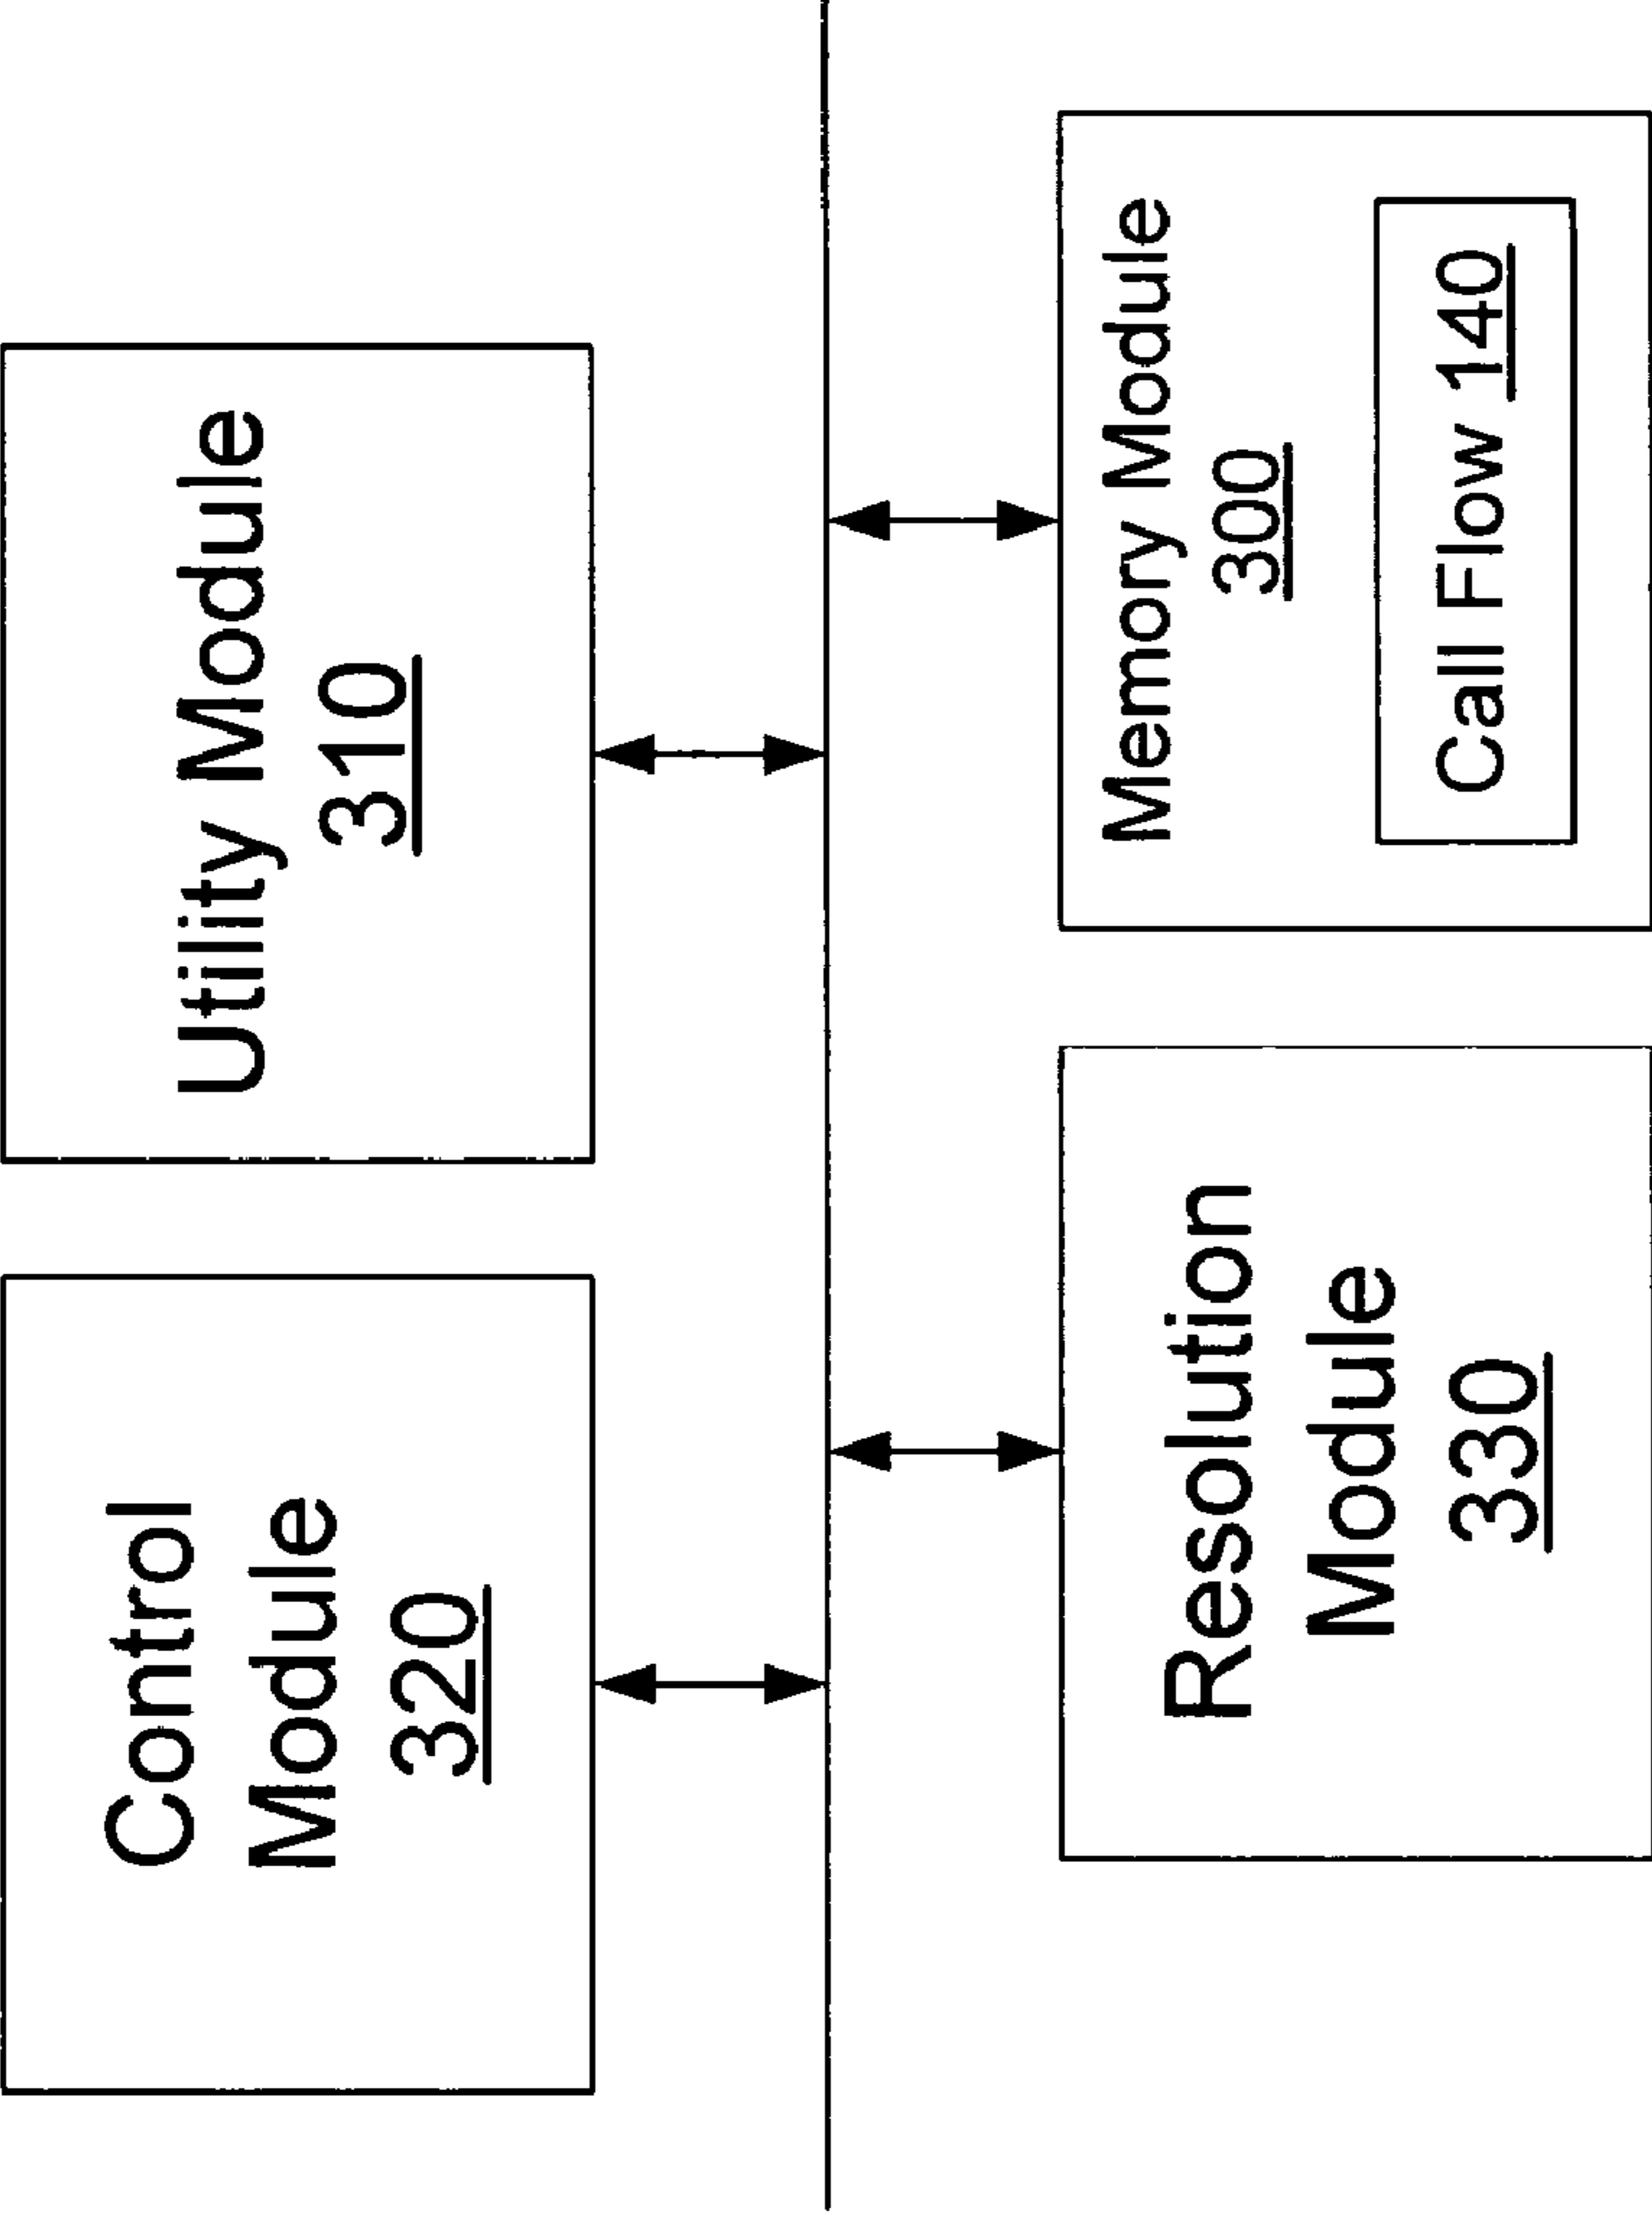 Control
Module
320
Utility Module
310
Resolution
Module
330
Memory Module
300
Call Flow 140